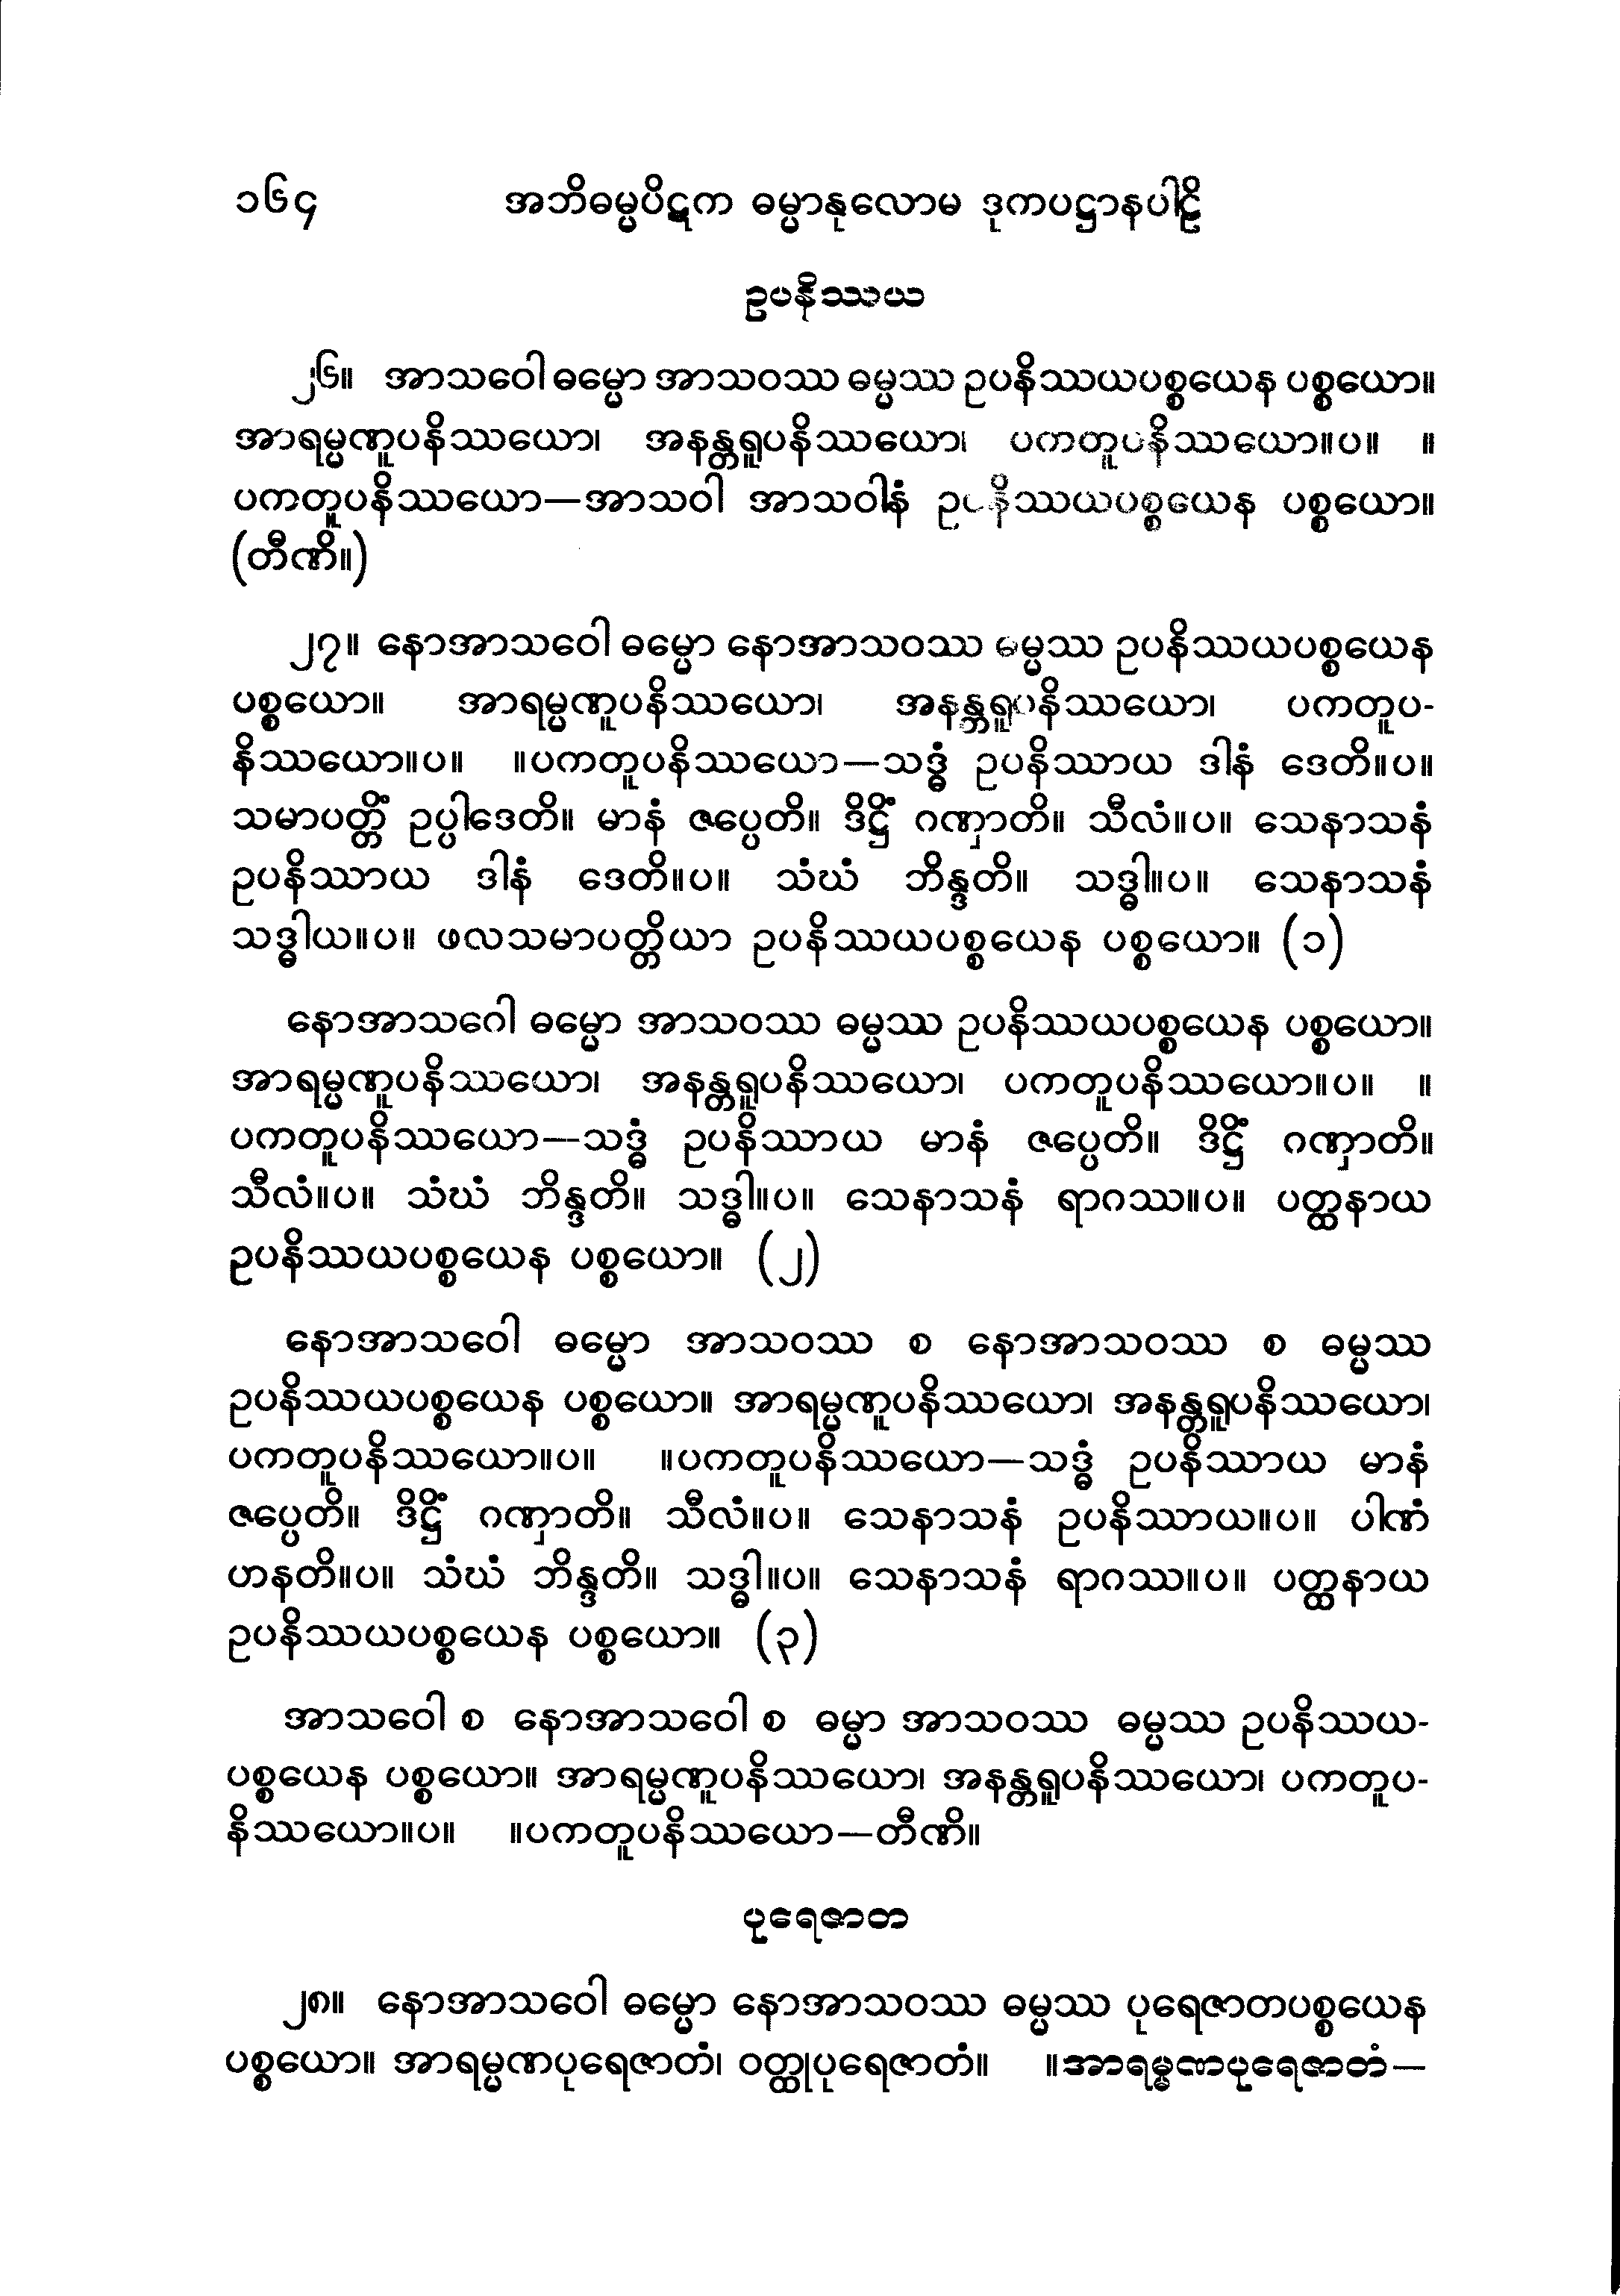 ၁၆၄ အဘိဓမ္မပိဋက ဓမ္မာနုလောမ ဒုကပဋ္ဌာနပါဠိ
ဥပနိဿယ
၂၆။ အာသဝေါ ဓမ္မော အာသဝဿ ဓမ္မဿ ဥပနိဿယပစ္စယေန ပစ္စယော။
အာရမ္မဏူပနိဿယော၊ အနန္တရူပနိဿယော၊ ပကတူပနိဿယော။ပ။ ။
ပကတူပနိဿယော—အာသဝါ အာသဝါနံ ဥပနိဿယပစ္စယေန ပစ္စယော။
(တီဏိ။)
၂၇။ နောအာသဝေါ ဓမ္မော နောအာသဝဿ ဓမ္မဿ ဥပနိဿယပစ္စယေန
ပစ္စယော။ အာရမ္မဏူပနိဿယော၊ အနန္တရူပနိဿယော၊ ပကတူပ-
နိဿယော။ပ။ ။ပကတူပနိဿယော—သဒ္ဓံ ဥပနိဿာယ ဒါနံ ဒေတိ။ပ။
သမာပတ္တိံ ဥပ္ပါဒေတိ။ မာနံ ဇပ္ပေတိ။ ဒိဋ္ဌိံ ဂဏှာတိ။ သီလံ။ပ။ သေနာသနံ
ဥပနိဿာယ ဒါနံ ဒေတိ။ပ။ သံဃံ ဘိန္ဒတိ။ သဒ္ဓါ။ပ။ သေနာသနံ
သဒ္ဓါယ။ပ။ ဖလသမာပတ္တိယာ ဥပနိဿယပစ္စယေန ပစ္စယော။ (၁)
နောအာသဂေါ ဓမ္မော အာသဝဿ ဓမ္မဿ ဥပနိဿယပစ္စယေန ပစ္စယော။
အာရမ္မဏူပနိဿယော၊ အနန္တရူပနိဿယော၊ ပကတူပနိဿယော။ပ။ ။
ပကတူပနိဿယော—သဒ္ဓံ ဥပနိဿာယ မာနံ ဇပ္ပေတိ။ ဒိဋ္ဌိံ ဂဏှာတိ။
သီလံ။ပ။ သံဃံ ဘိန္ဒတိ။ သဒ္ဓါ။ပ။ သေနာသနံ ရာဂဿ။ပ။ ပတ္ထနာယ
ဥပနိဿယပစ္စယေန ပစ္စယော။ (၂)
နောအာသဝေါ ဓမ္မော အာသဝဿ စ နောအာသဝဿ စ ဓမ္မဿ
ဥပနိဿယပစ္စယေန ပစ္စယော။ အာရမ္မဏူပနိဿယော၊ အနန္တရူပနိဿယော၊
ပကတူပနိဿယော။ပ။ ။ပကတူပနိဿယော—သဒ္ဓံ ဥပနိဿာယ မာနံ
ဇပ္ပေတိ။ ဒိဋ္ဌိံ ဂဏှာတိ။ သီလံ။ပ။ သေနာသနံ ဥပနိဿာယ။ပ။ ပါဏံ
ဟနတိ။ပ။ သံဃံ ဘိန္ဒတိ။ သဒ္ဓါ။ပ။ သေနာသနံ ရာဂဿ။ပ။ ပတ္ထနာယ
ဥပနိဿယပစ္စယေန ပစ္စယော။ (၃)
အာသဝေါ စ နောအာသဝေါ စ ဓမ္မာ အာသဝဿ ဓမ္မဿ ဥပနိဿယ-
ပစ္စယေန ပစ္စယော။ အာရမ္မဏူပနိဿယော၊ အနန္တရူပနိဿယော၊ ပကတူပ-
နိဿယော။ပ။ ။ပကတူပနိဿယော—တီဏိ။
ပုရေဇာတ
၂၈။ နောအာသဝေါ ဓမ္မော နောအာသဝဿ ဓမ္မဿ ပုရေဇာတပစ္စယေန
ပစ္စယော။ အာရမ္မဏပုရေဇာတံ၊ ဝတ္ထုပုရေဇာတံ။ ။အာရမ္မဏပုရေဇာတံ—